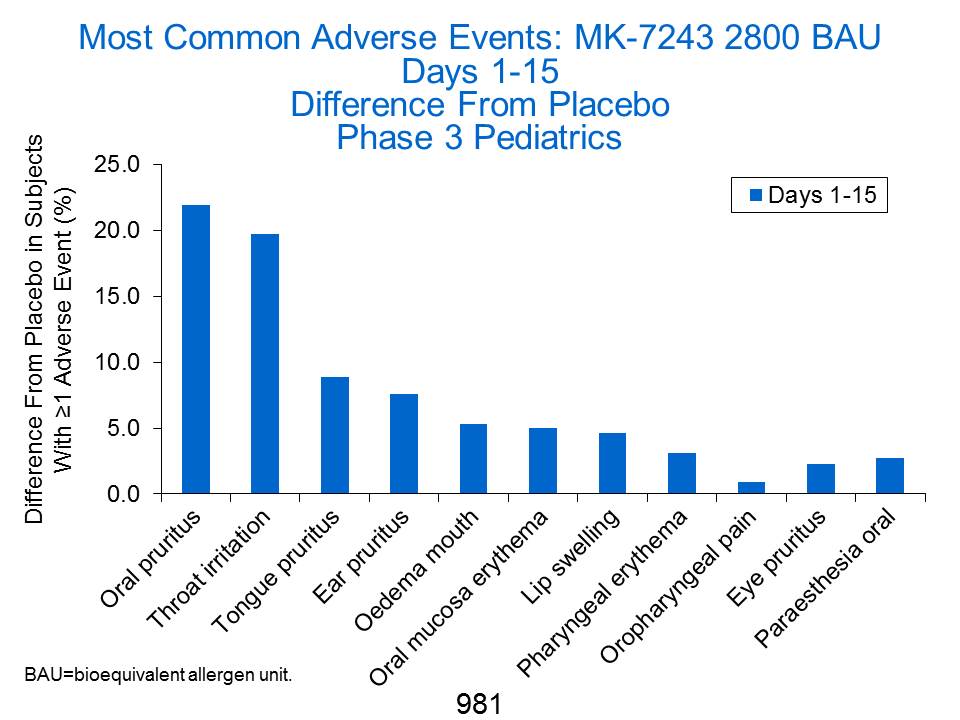 Most Common Adverse Events: MK-7243 2800 BAU
Days 1-15
Difference From Placebo
Phase 3 Pediatrics
Difference From Placebo in Subjects
With ≥1 Adverse Event (%)
25.0
20.0
15.0
10.0
5.0
0.0
Days 1-15
Oral pruritus
Throat irritation
Tongue pruritus
Ear pruritus
Oedema mouth
Oral mucosa erythema
Lip swelling
Pharyngeal erythema
Oropharyngeal pain
Eye pruritus
Paraesthesia oral
BAU=bioequivalent allergen unit.
981